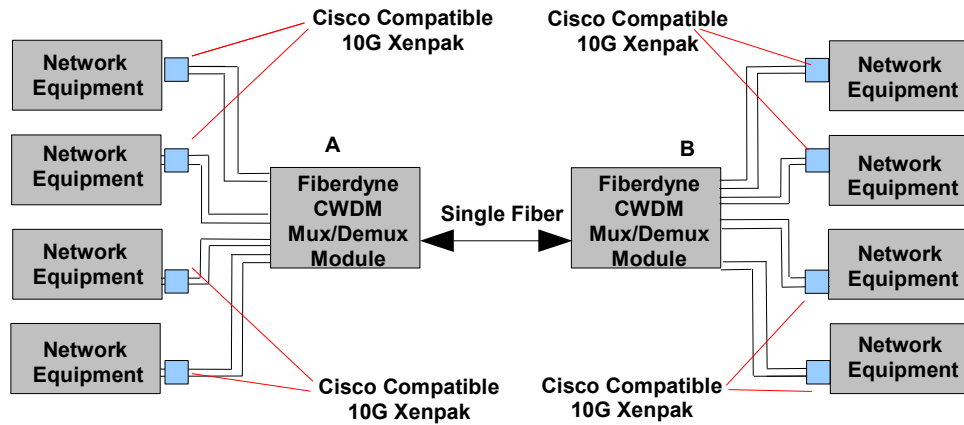 Cisco Compatible
10G Xenpak
Cisco Compatible
10G Xenpak
Network
Equipment
Network
Equipment
Network
Equipment
Network
Equipment
A
B
Fiberdyne
CWDM
Mux/Demux
Module
Single Fiber
Fiberdyne
CWDM
Mux/Demux
Module
Network
Equipment
Network
Equipment
Network
Equipment
Network
Equipment
Cisco Compatible
10G Xenpak
Cisco Compatible
10G Xenpak